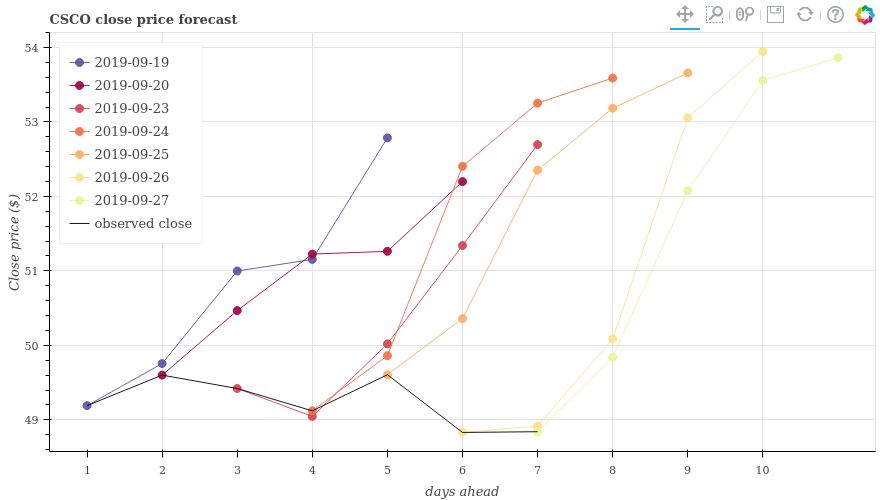 CSCO close price forecast
54
53
52
51
50
49
Close price ($)
2019-09-19
2019-09-20
2019-09-23
2019-09-24
2019-09-25
2019-09-26
2019-09-27
observed close
1 2 3 4 5 6 7 8 9 10
days ahead